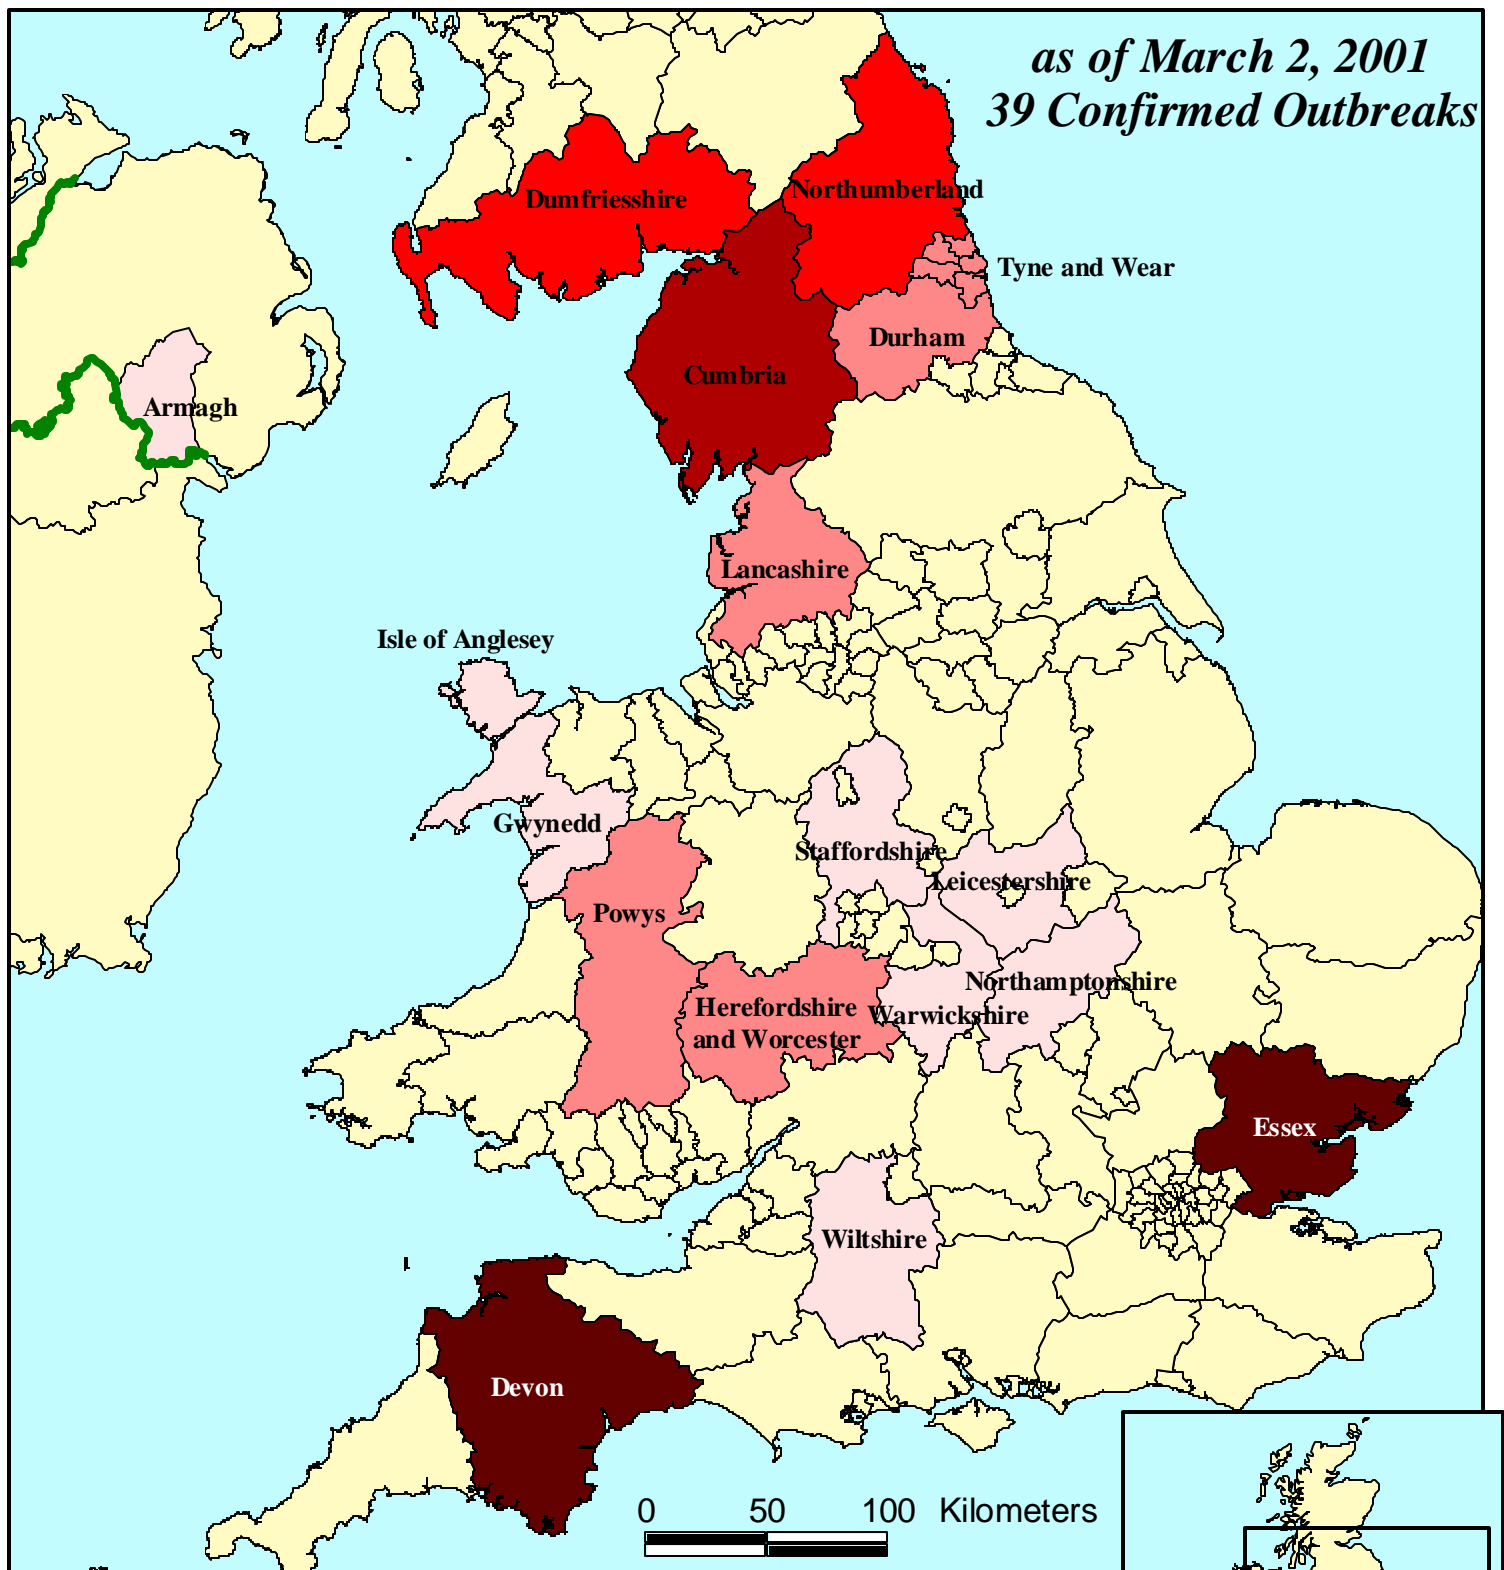 as of March 2, 2001
39 Confirmed Outbreaks
Northumberland
Dumfriesshire
Tyne and Wear
Durham
Cumbria
Armagh
Lancashire
Isle of Anglesey
Gwynedd
Staffordshire
Leicestershire
Powys
Northamptonshire
Herefordshire
and Worcester
Warwickshire
Essex
Wiltshire
Devon
0 50 100 Kilometers